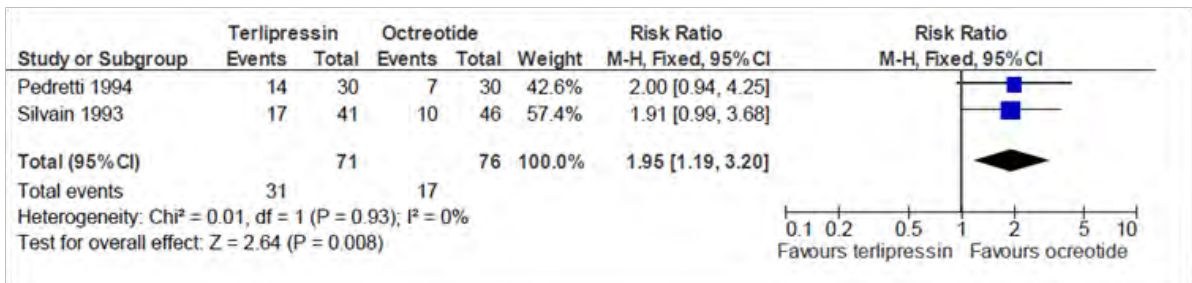 Terlipressin Octreotide Risk Ratio Risk Ratio
Study or Subgroup Events Total Events Total Weight M-H, Fixed, 95% CI M-H, Fixed, 95% CI
Pedretti 1994 14 30 7 30 42.6% 2.00 [0.94, 4.25]
Silvain 1993 17 41 10 46 57.4% 1.91 [0.99, 3.68]
Total (95% CI) 71 76 100.0% 1.95 [1.19, 3.20]
Total events 31 17
Heterogeneity: Chi² = 0.01, df = 1 (P = 0.93); I² = 0%
Test for overall effect: Z = 2.64 (P = 0.008)
0.1 0.2 0.5 1 2 5 10
Favours terlipressin Favours ocreotide